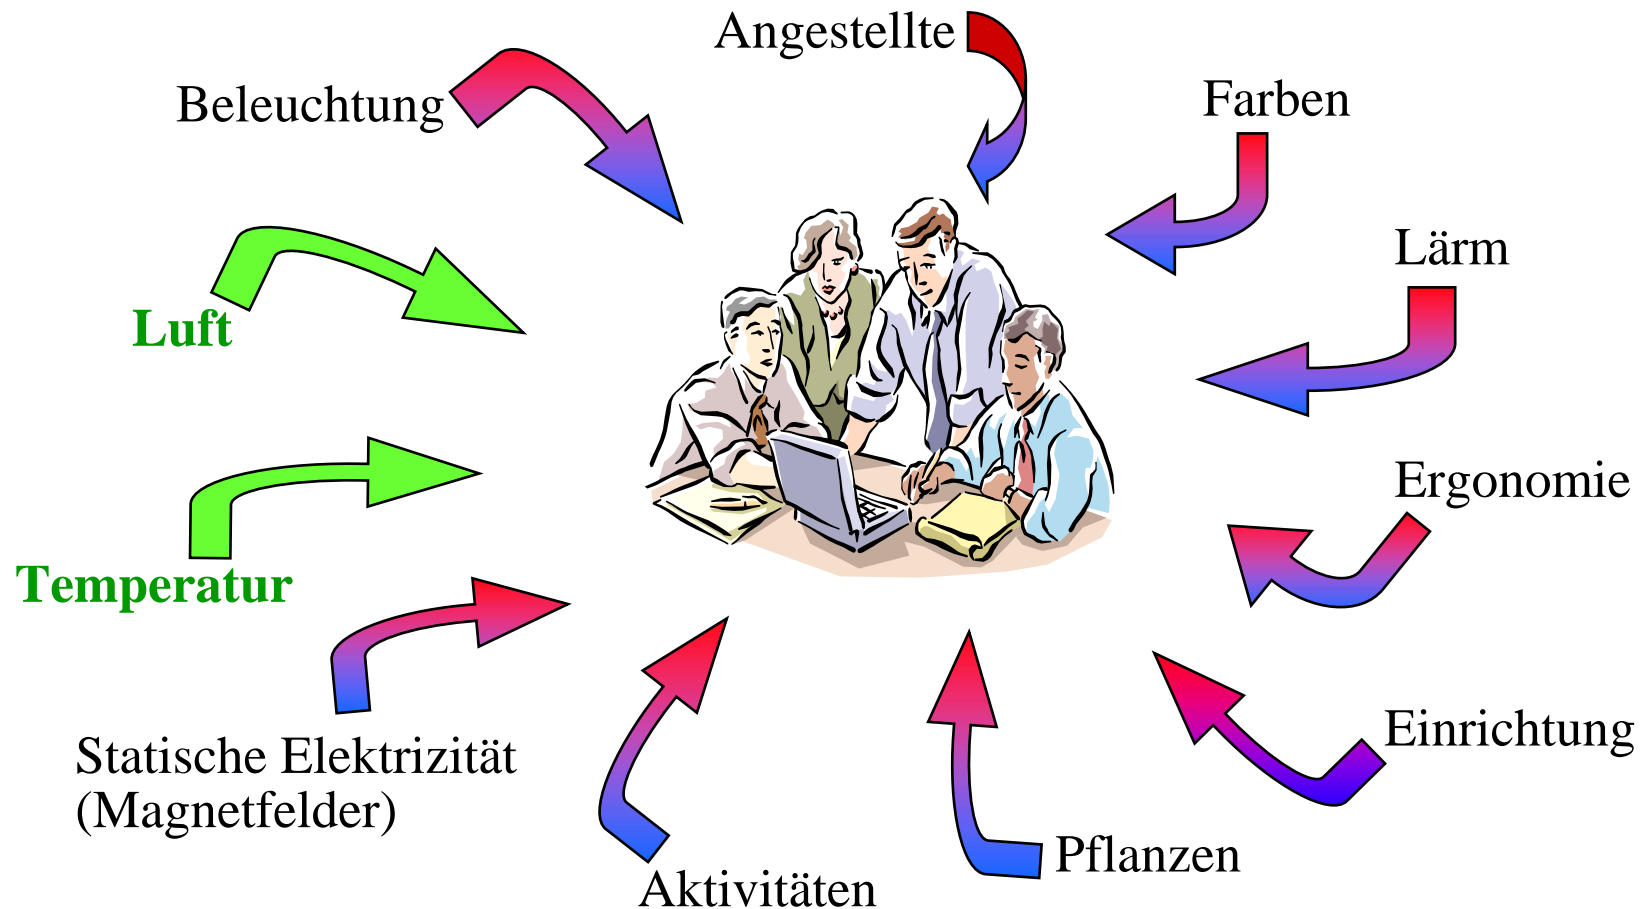 Angestellte
Beleuchtung
Farben
Lärm
Luft
Ergonomie
Temperatur
Einrichtung
Statische Elektrizität
(Magnetfelder)
Pflanzen
Aktivitäten